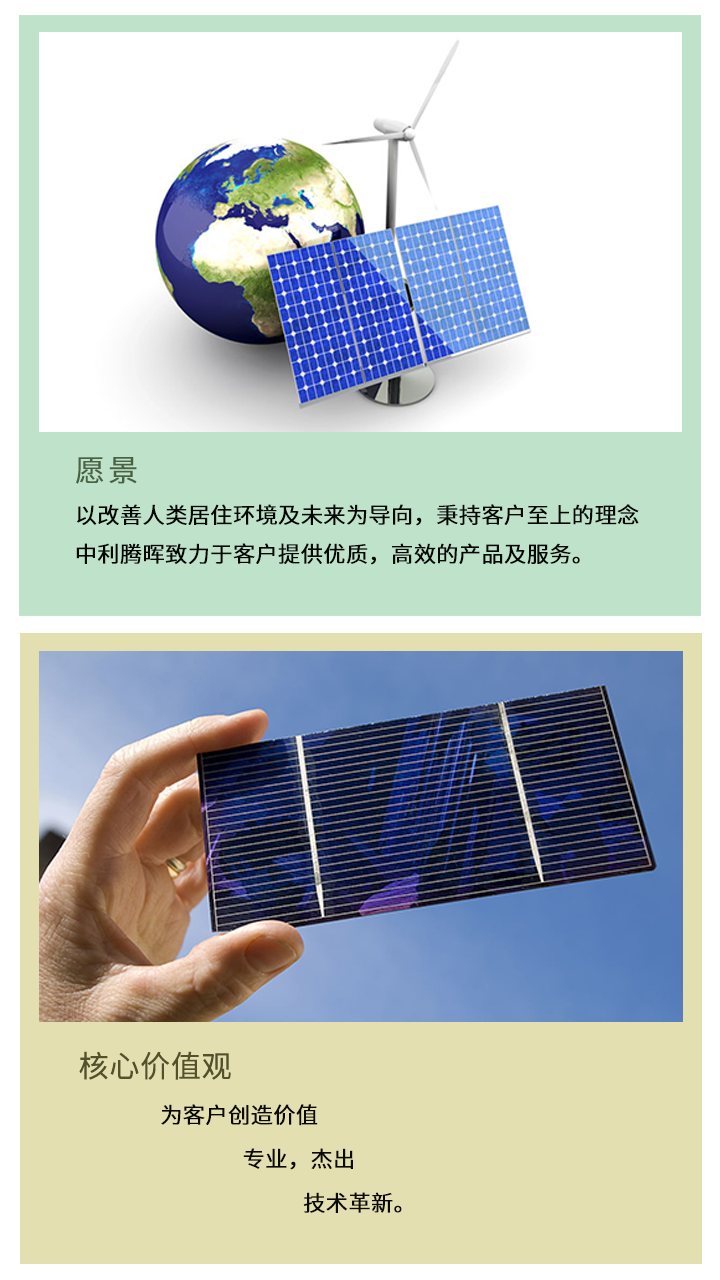 愿景
以改善人类居住环境及未来为导向，秉持客户至上的理念
中利腾晖致力于客户提供优质，高效的产品及服务。
核心价值观
为客户创造价值
专业，杰出
技术革新。